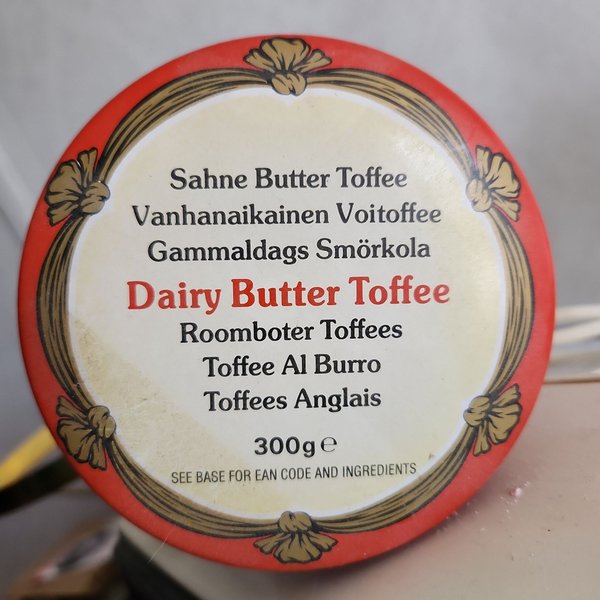 Sahne Butter Toffee
Vanhanaikainen Voitoffee
Gammaldags Smörkola
Dairy Butter Toffee
Roomboter Toffees
Toffee Al Burro
Toffees Anglais
300g ℮
SEE BASE FOR EAN CODE AND INGREDIENTS